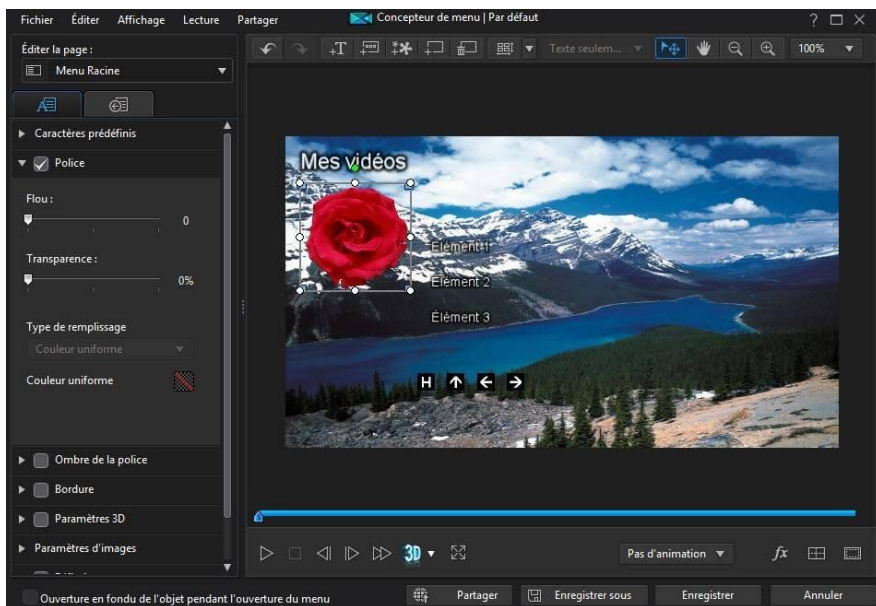 Fichier Éditer Affichage Lecture Partager Concepteur de menu | Par défaut
Éditer la page :
Menu Racine
Texte seulem... 100%
Caractères prédéfinis
Police
Flou :
0
Transparence :
0%
Type de remplissage
Couleur uniforme
Couleur uniforme
Ombre de la police
Bordure
Paramètres 3D
Paramètres d'images
Mes vidéos
Élément 1
Élément 2
Élément 3
H
3D
Pas d'animation
fx
Ouverture en fondu de l'objet pendant l'ouverture du menu
Partager Enregistrer sous Enregistrer Annuler